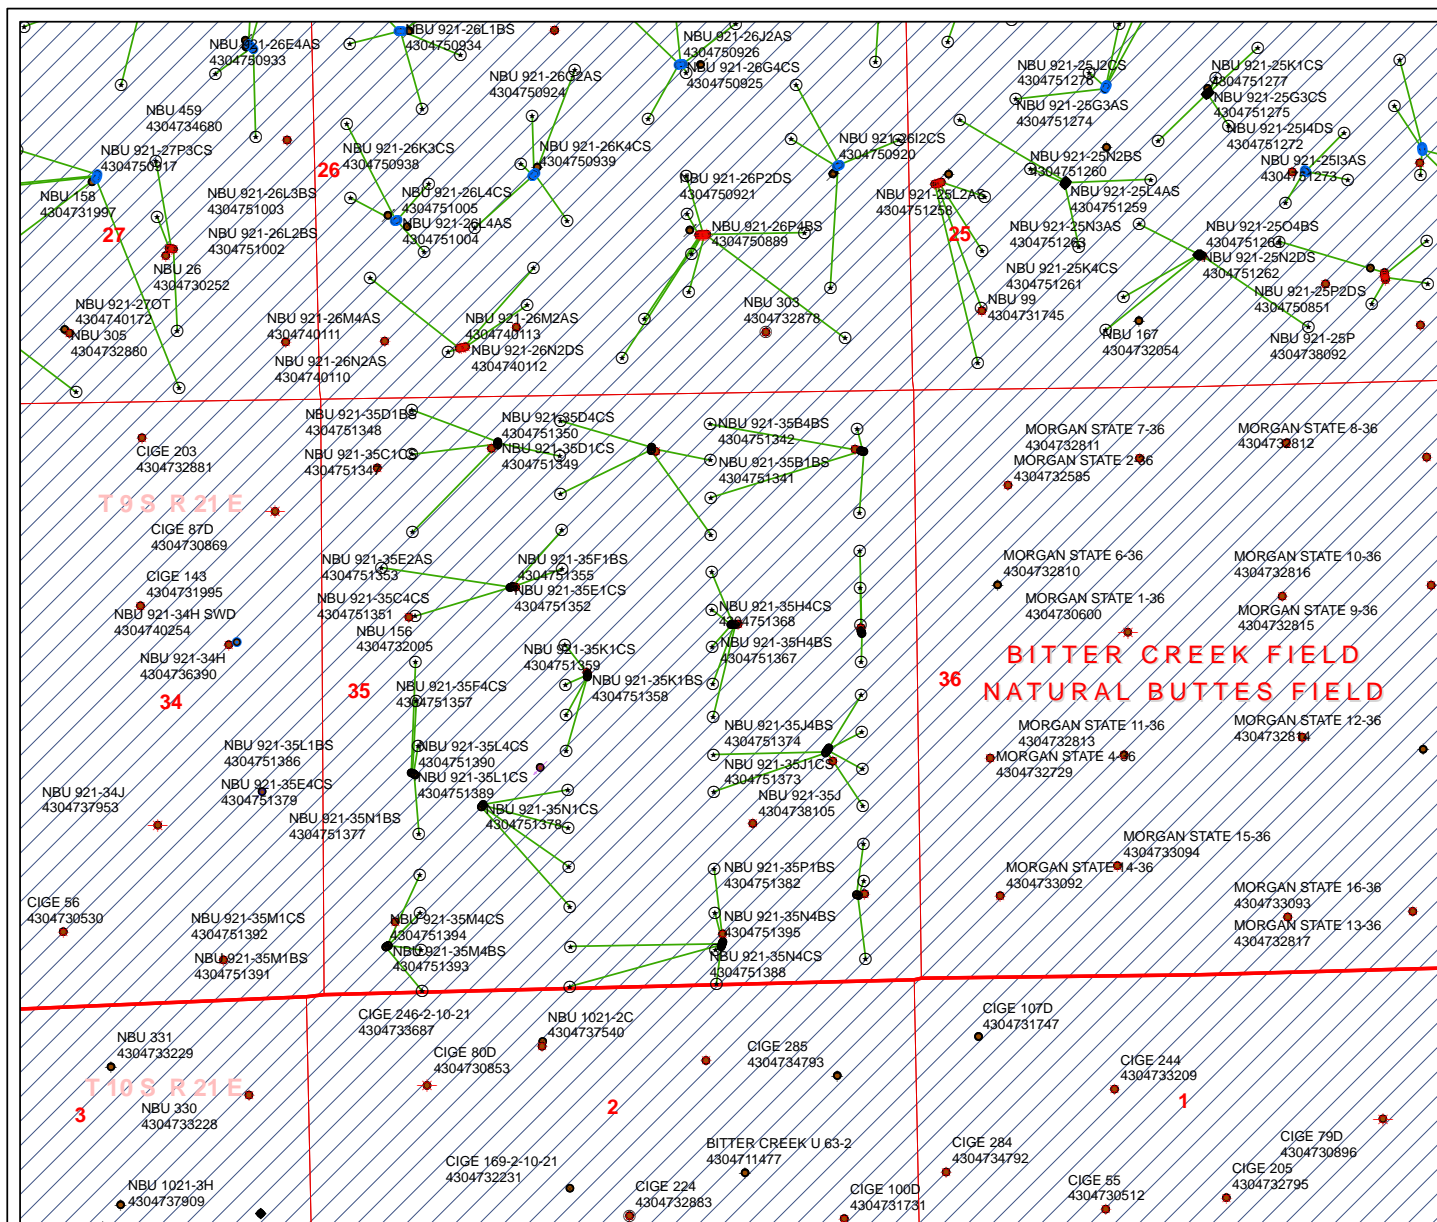 NBU 921-26E4AS
4304750933
NBU 921-26L1BS
4304750934
NBU 921-26J2AS
4304750926
NBU 921-26G4CS
4304750925
NBU 921-26O2AS
4304750924
NBU 921-25J2CS
4304751276
NBU 921-25K1CS
4304751277
NBU 921-25G3AS
4304751274
NBU 921-25G3CS
4304751275
NBU 921-25I4DS
4304751272
NBU 921-25I3AS
4304751273
NBU 459
4304734680
NBU 921-27P3CS
4304750917
NBU 158
4304731997
27
26
NBU 921-26K3CS
4304750938
NBU 921-26K4CS
4304750939
NBU 921-26I2CS
4304750920
NBU 921-26P2DS
4304750921
NBU 921-25N2BS
4304751260
NBU 921-25L4AS
4304751259
NBU 921-25L2AS
4304751258
NBU 921-26L3BS
4304751003
NBU 921-26L4CS
4304751005
NBU 921-26L4AS
4304751004
NBU 921-26L2BS
4304751002
NBU 921-26P4BS
4304750889
25
NBU 921-25N3AS
4304751263
NBU 921-25O4BS
4304751264
NBU 921-25N2DS
4304751262
NBU 921-25K4CS
4304751261
NBU 26
4304730252
NBU 921-27OT
4304740172
NBU 305
4304732880
NBU 921-26M4AS
4304740111
NBU 921-26N2AS
4304740110
NBU 921-26M2AS
4304740113
NBU 921-26N2DS
4304740112
NBU 303
4304732878
NBU 99
4304731745
NBU 167
4304732054
NBU 921-25P2DS
4304750851
NBU 921-25P
4304738092
NBU 921-35D1BS
4304751348
NBU 921-35D4CS
4304751350
NBU 921-35D1CS
4304751349
NBU 921-35C1CS
4304751347
NBU 921-35B4BS
4304751342
NBU 921-35B1BS
4304751341
MORGAN STATE 7-36
4304732811
MORGAN STATE 8-36
4304732812
MORGAN STATE 2-36
4304732585
CIGE 203
4304732881
T 9 S R 21 E
CIGE 87D
4304730869
CIGE 143
4304731995
NBU 921-34H SWD
4304740254
NBU 921-34H
4304736390
34
35
36
NBU 921-35E2AS
4304751353
NBU 921-35F1BS
4304751355
NBU 921-35E1CS
4304751352
NBU 921-35C4CS
4304751351
NBU 156
4304732005
NBU 921-35H4CS
4304751368
NBU 921-35H4BS
4304751367
MORGAN STATE 6-36
4304732810
MORGAN STATE 10-36
4304732816
MORGAN STATE 1-36
4304730600
MORGAN STATE 9-36
4304732815
BITTER CREEK FIELD
NATURAL BUTTES FIELD
NBU 921-35K1CS
4304751359
NBU 921-35K1BS
4304751358
NBU 921-35F4CS
4304751357
NBU 921-35J4BS
4304751374
NBU 921-35J1CS
4304751373
NBU 921-35J
4304738105
MORGAN STATE 11-36
4304732813
MORGAN STATE 12-36
4304732814
MORGAN STATE 4-36
4304732729
NBU 921-35L1BS
4304751386
NBU 921-35L4CS
4304751390
NBU 921-35L1CS
4304751389
NBU 921-35E4CS
4304751379
NBU 921-35N1BS
4304751377
NBU 921-35N1CS
4304751378
NBU 921-34J
4304737953
MORGAN STATE 15-36
4304733094
MORGAN STATE 14-36
4304733092
MORGAN STATE 16-36
4304733093
MORGAN STATE 13-36
4304732817
NBU 921-35P1BS
4304751382
NBU 921-35N4BS
4304751395
NBU 921-35N4CS
4304751388
CIGE 56
4304730530
NBU 921-35M1CS
4304751392
NBU 921-35M1BS
4304751391
NBU 921-35M4CS
4304751394
NBU 921-35M4BS
4304751393
CIGE 246-2-10-21
4304733687
NBU 1021-2C
4304737540
CIGE 107D
4304731747
NBU 331
4304733229
T 10 S R 21 E
CIGE 80D
4304730853
CIGE 285
4304734793
CIGE 244
4304733209
3
2
1
NBU 330
4304733228
CIGE 169-2-10-21
4304732231
BITTER CREEK U 63-2
4304711477
CIGE 284
4304734792
CIGE 79D
4304730896
CIGE 205
4304732795
CIGE 55
4304730512
NBU 1021-3H
4304737909
CIGE 224
4304732883
CIGE 100D
4304731731